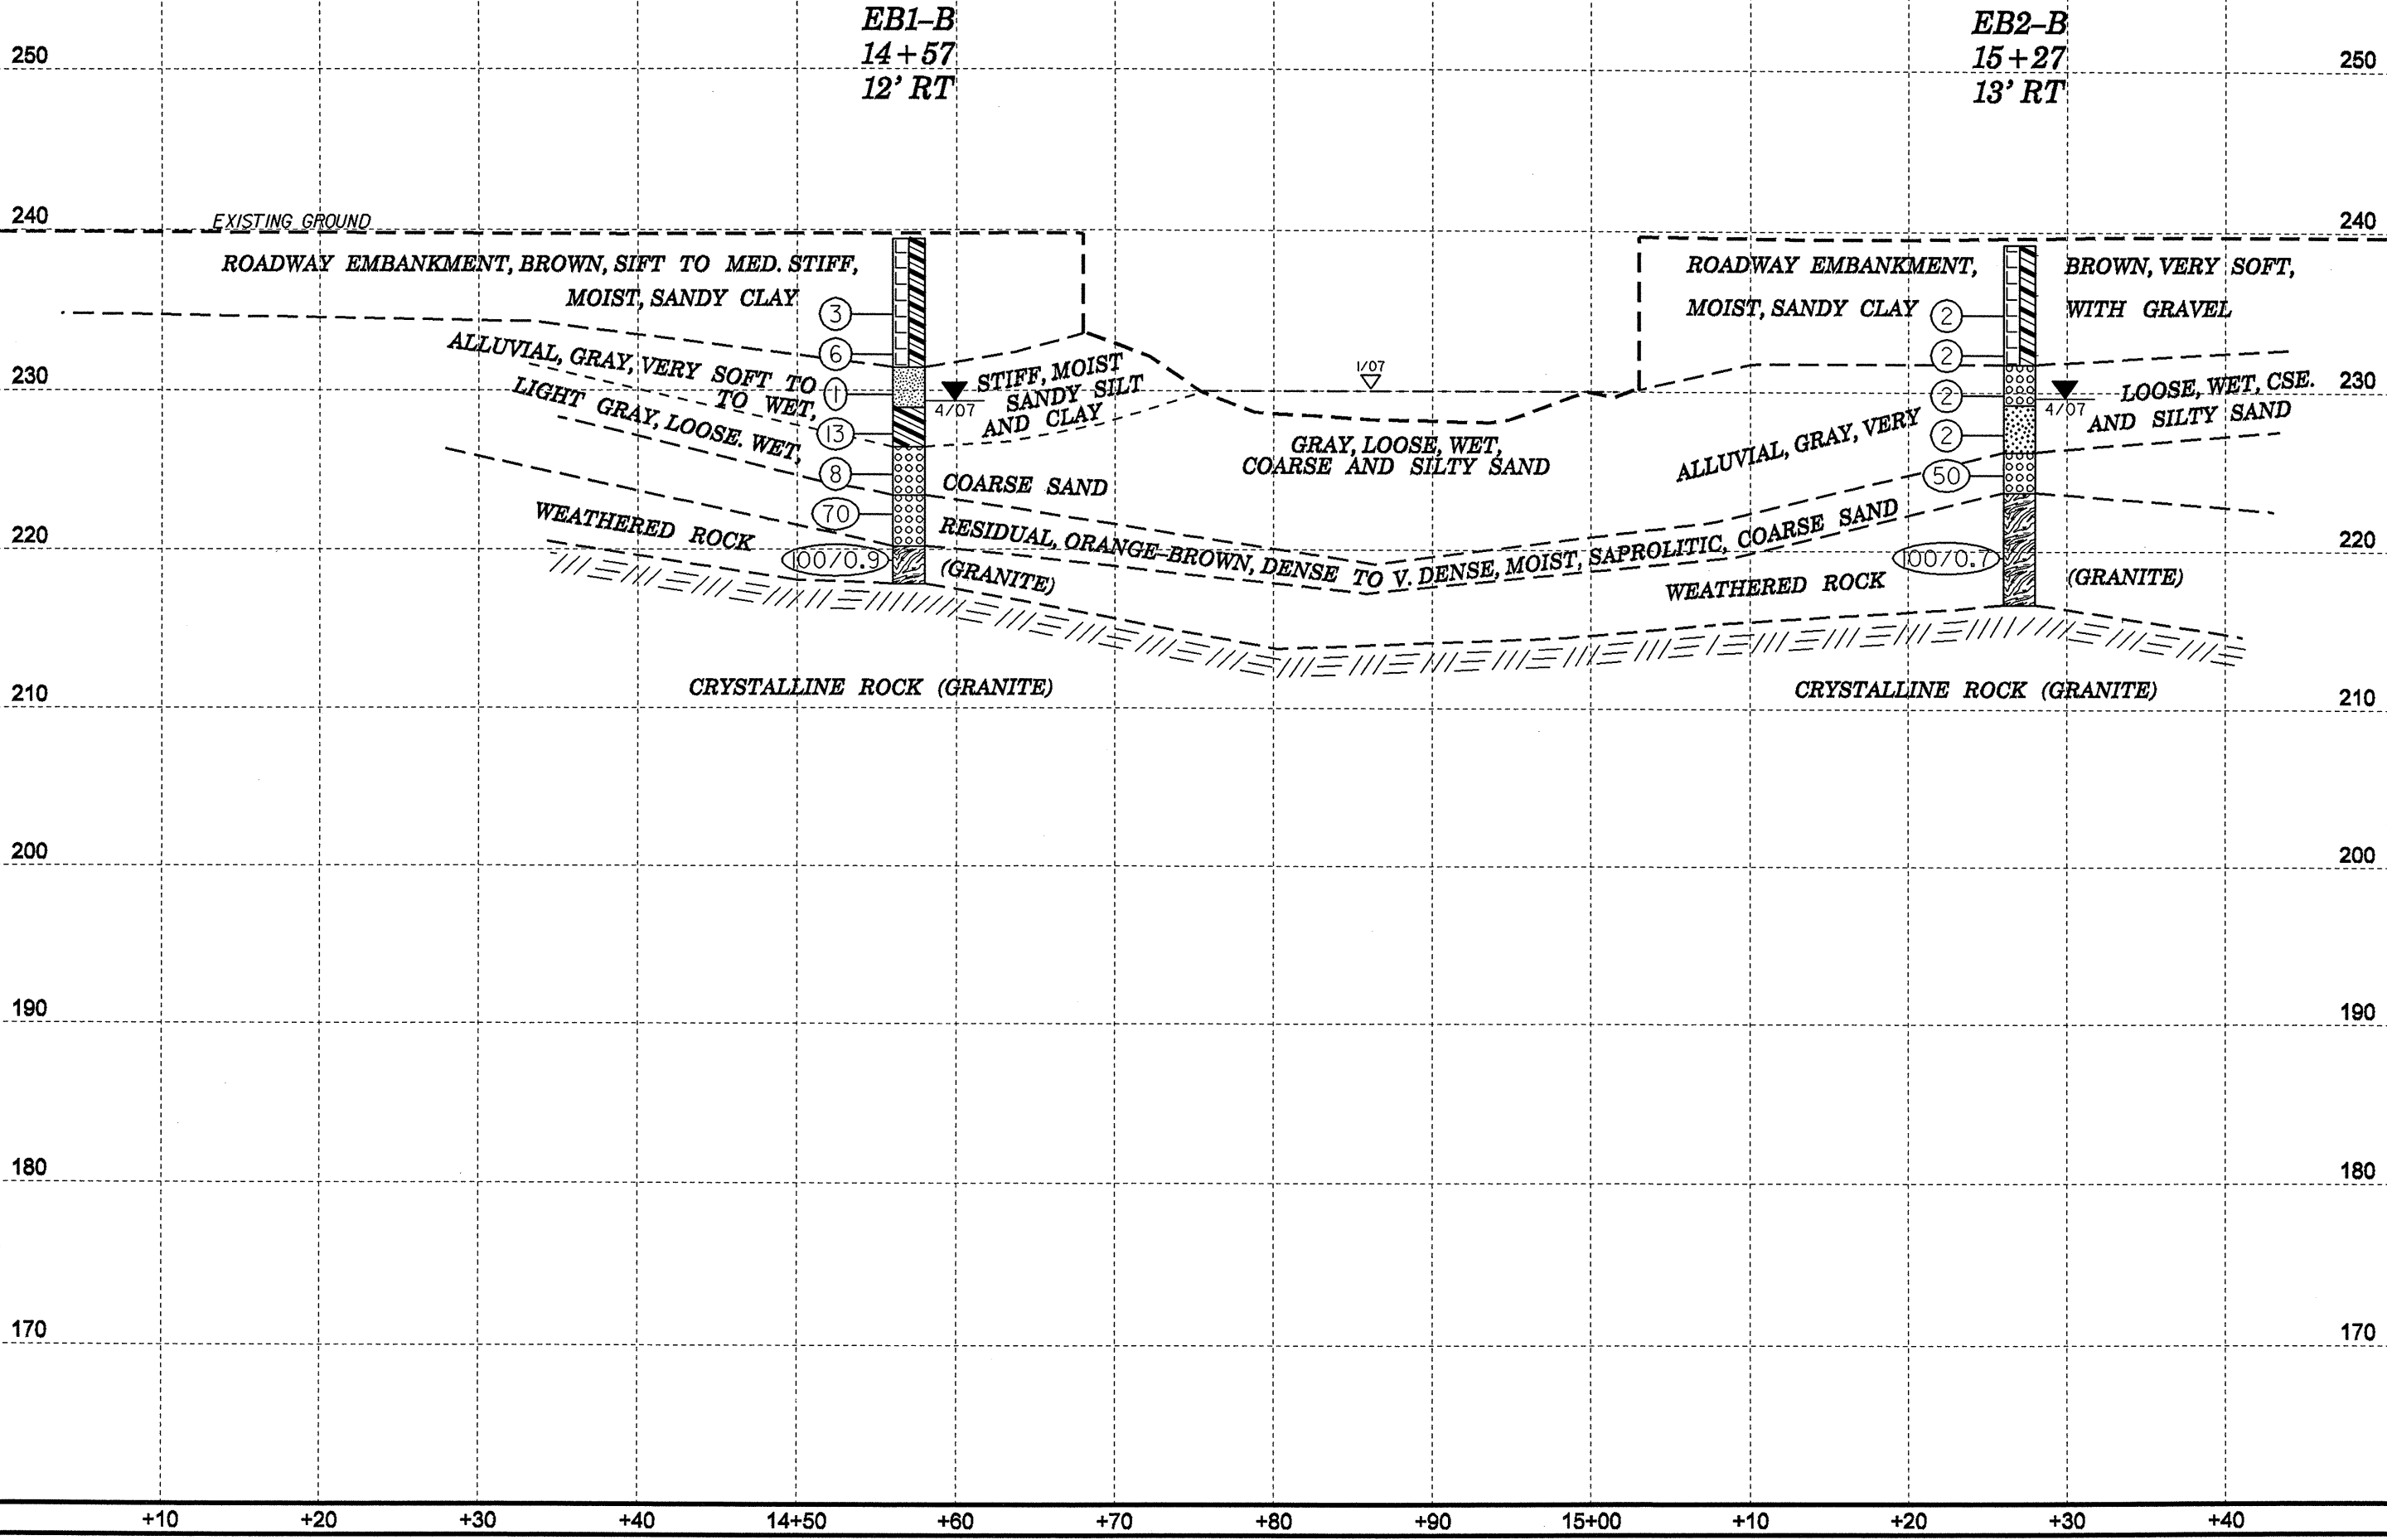 EB1-B
14+57
12' RT
EB2-B
15+27
13' RT
250
250
240
EXISTING GROUND
240
ROADWAY EMBANKMENT, BROWN, SIFT TO MED. STIFF,
MOIST, SANDY CLAY
3
6
ROADWAY EMBANKMENT,
MOIST, SANDY CLAY
BROWN, VERY SOFT,
WITH GRAVEL
2
2
ALLUVIAL, GRAY, VERY SOFT TO
TO WET,
1
4/07
STIFF, MOIST
SANDY SILT
AND CLAY
13
230
1/07
230
LIGHT GRAY, LOOSE. WET,
8
COARSE SAND
GRAY, LOOSE, WET,
COARSE AND SILTY SAND
ALLUVIAL, GRAY, VERY
2
2
4/07
LOOSE, WET, CSE.
AND SILTY SAND
50
70
RESIDUAL, ORANGE-BROWN, DENSE TO V. DENSE, MOIST, SAPROLITIC, COARSE SAND
220
220
WEATHERED ROCK
100/0.9
(GRANITE)
WEATHERED ROCK
100/0.7
(GRANITE)
CRYSTALLINE ROCK (GRANITE)
CRYSTALLINE ROCK (GRANITE)
210
210
200
200
190
190
180
180
170
170
+10 +20 +30 +40 14+50 +60 +70 +80 +90 15+00 +10 +20 +30 +40